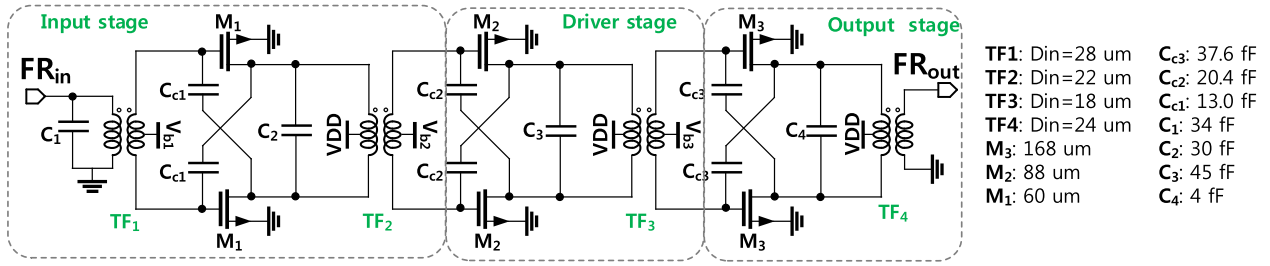 Input stage
Driver stage
Output stage
M1
M2
M3
FRin
C1
Cc1
Cc1
Vb1
C2
VDD
Cc2
Cc2
Vb2
C3
VDD
Cc3
Cc3
Vb3
C4
VDD
FRout
TF1
TF2
TF3
TF4
M1
M2
M3
TF1: Din=28 um
TF2: Din=22 um
TF3: Din=18 um
TF4: Din=24 um
M3: 168 um
M2: 88 um
M1: 60 um
Cc3: 37.6 fF
Cc2: 20.4 fF
Cc1: 13.0 fF
C1: 34 fF
C2: 30 fF
C3: 45 fF
C4: 4 fF